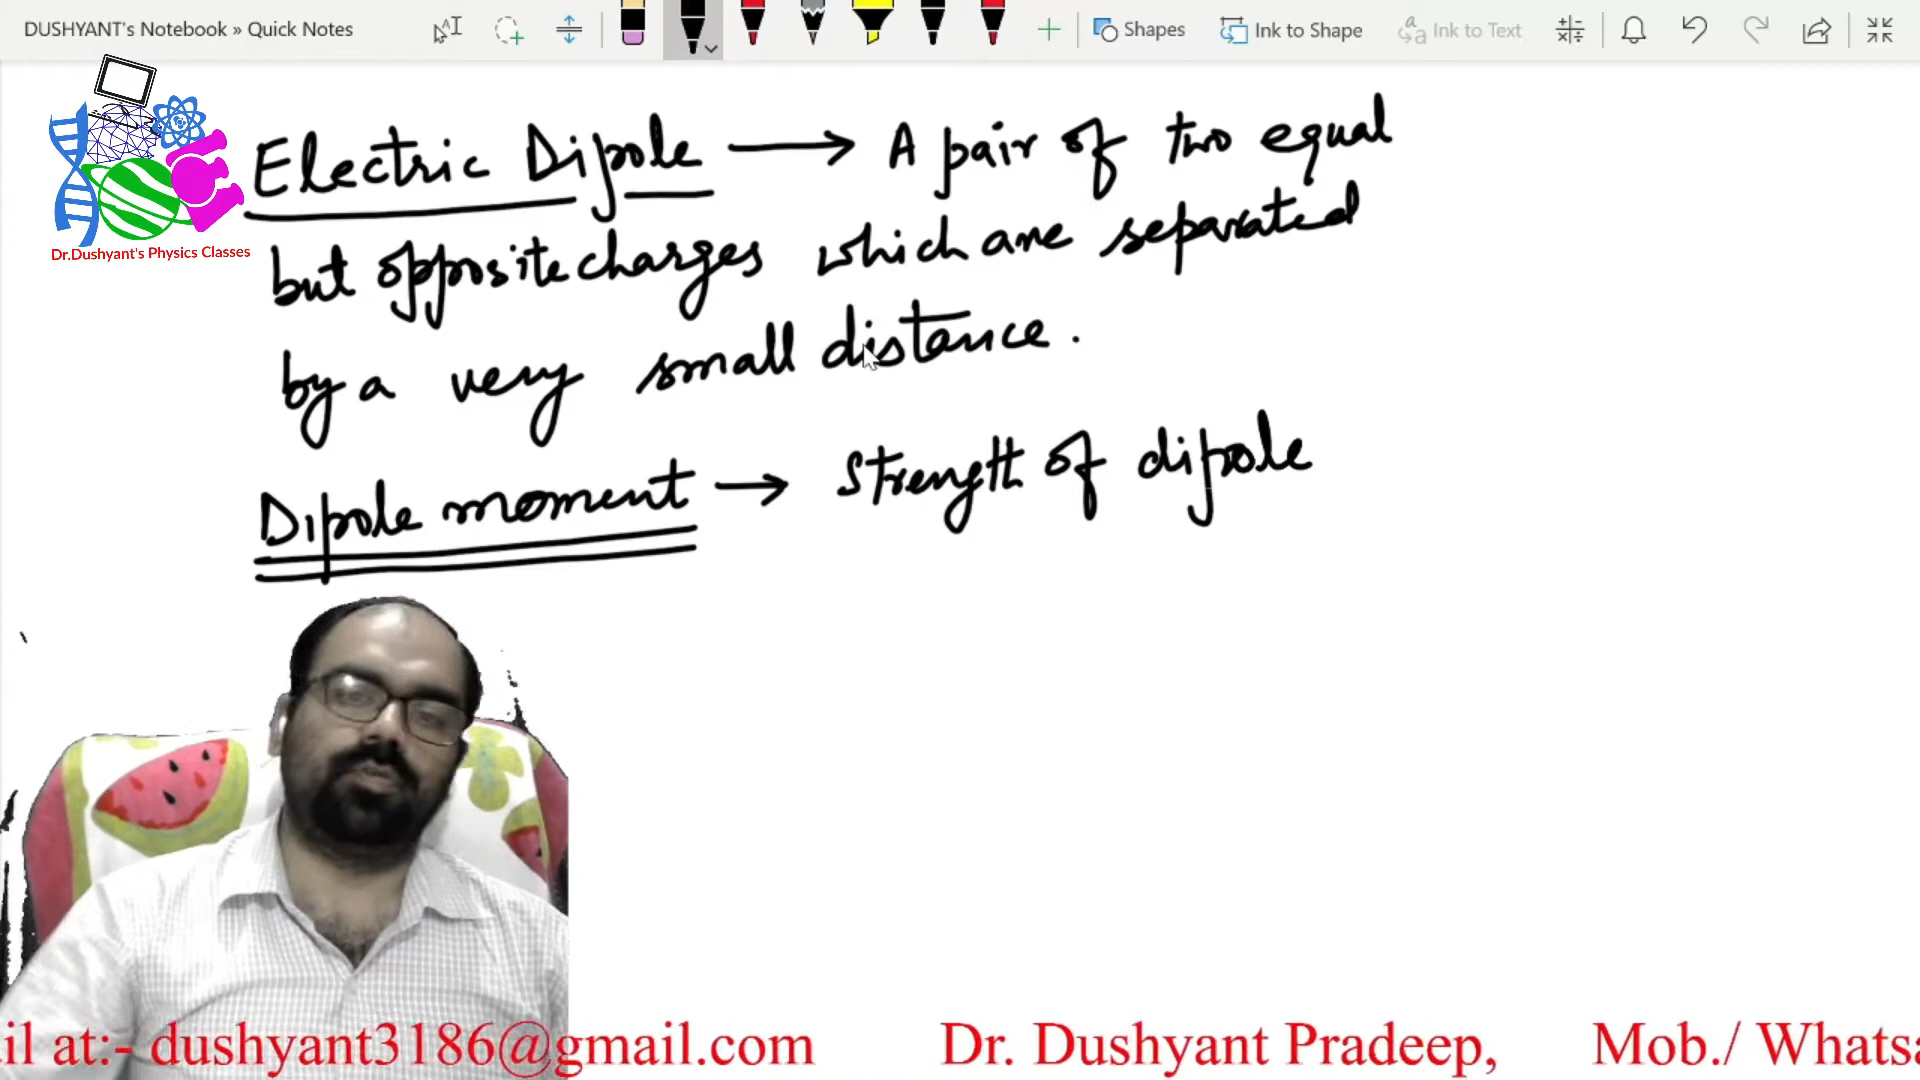 DUSHYANT's Notebook » Quick Notes
Shapes
Ink to Shape
Ink to Text
Dr.Dushyant's Physics Classes
Electric Dipole → A pair of two equal
but opposite charges which are separated
by a very small distance.
Dipole moment → Strength of dipole
il at:- dushyant3186@gmail.com Dr. Dushyant Pradeep, Mob./ Whatsa